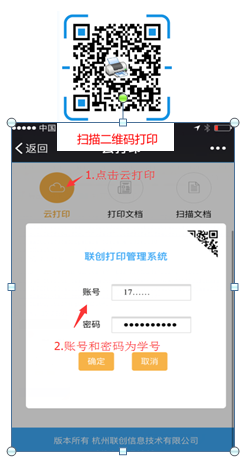 扫描二维码打印
中国
返回
1.点击云打印
云打印
打印文档
扫描文档
联创打印管理系统
账号
17......
密码
2.账号和密码为学号
确定
取消
版本所有 杭州联创信息技术有限公司